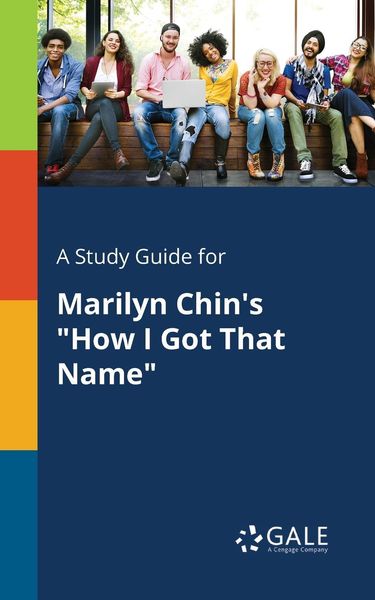 A Study Guide for
Marilyn Chin's
"How I Got That
Name"
GALE
A Cengage Company